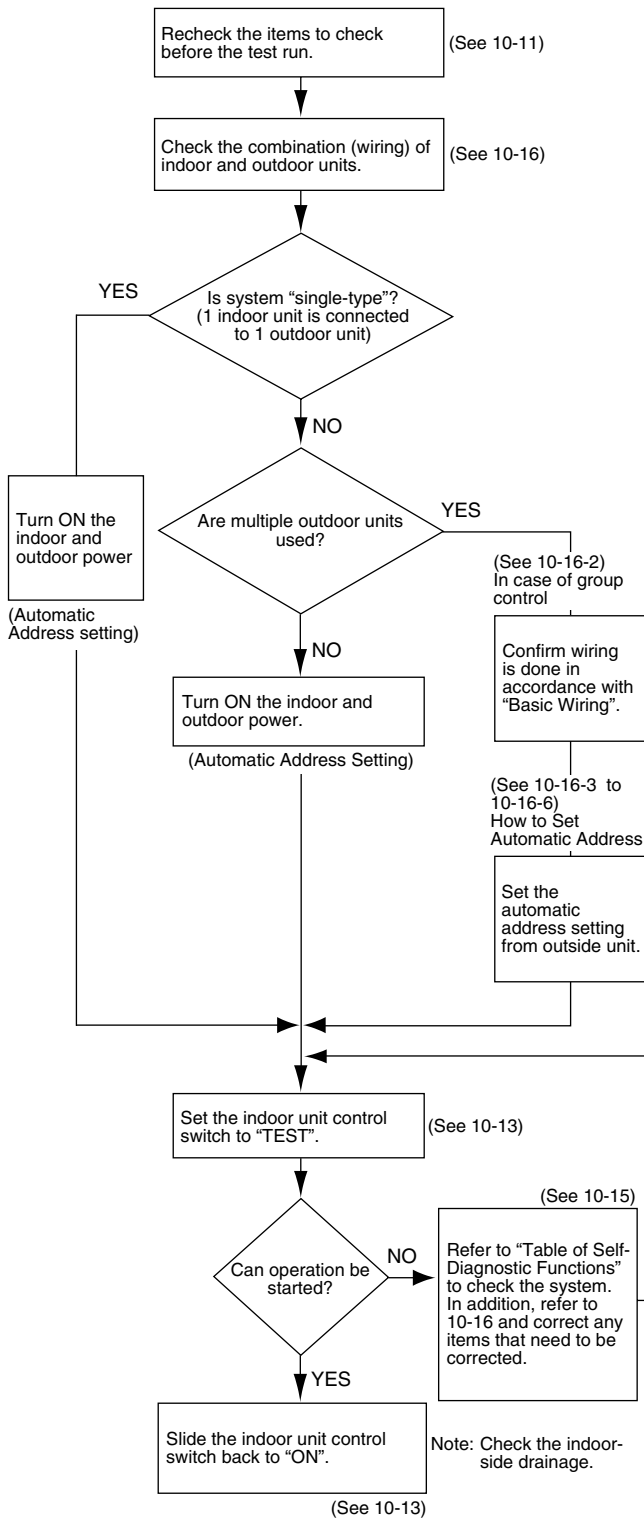 Recheck the items to check
before the test run.
(See 10-11)
Check the combination (wiring) of
indoor and outdoor units.
(See 10-16)
YES
Is system “single-type”?
(1 indoor unit is connected
to 1 outdoor unit)
NO
Turn ON the
indoor and
outdoor power
(Automatic
Address setting)
Are multiple outdoor units
used?
YES
(See 10-16-2)
In case of group
control
Confirm wiring
is done in
accordance with
“Basic Wiring”.
NO
Turn ON the indoor and
outdoor power.
(Automatic Address Setting)
(See 10-16-3 to
10-16-6)
How to Set
Automatic Address
Set the
automatic
address setting
from outside unit.
Set the indoor unit control
switch to “TEST”.
(See 10-13)
Can operation be
started?
NO
(See 10-15)
Refer to “Table of Self-
Diagnostic Functions”
to check the system.
In addition, refer to
10-16 and correct any
items that need to be
corrected.
YES
Slide the indoor unit control
switch back to “ON”.
(See 10-13)
Note: Check the indoor-
side drainage.